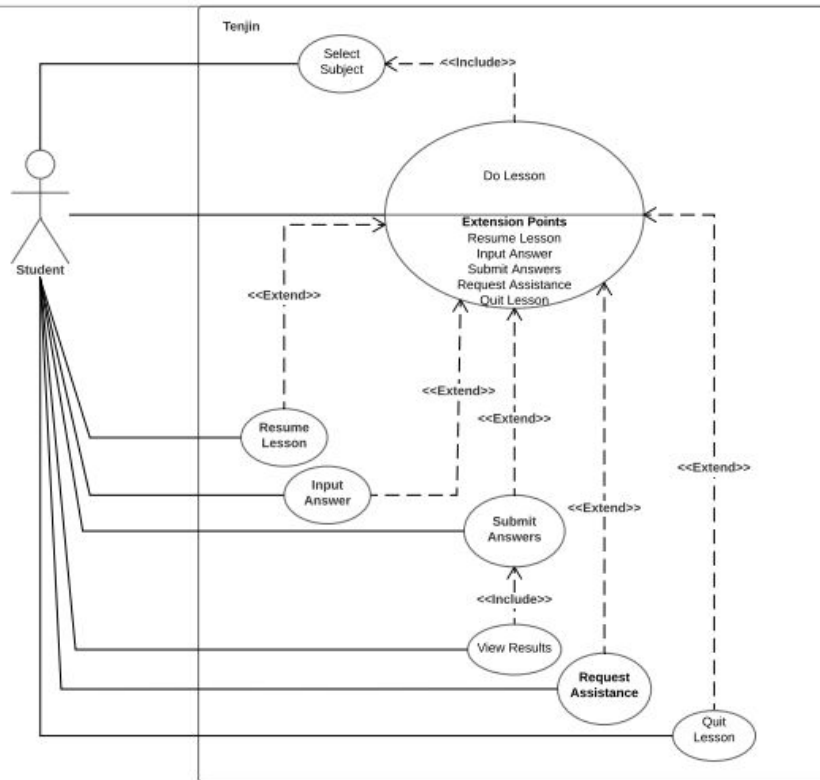 Tenjin
Select
Subject
<<Include>>
Do Lesson
Extension Points
Resume Lesson
Input Answer
Submit Answers
Request Assistance
Quit Lesson
Student
<<Extend>>
<<Extend>>
<<Extend>>
Resume
Lesson
<<Extend>>
Input
Answer
<<Extend>>
Submit
Answers
<<Include>>
View Results
Request
Assistance
Quit
Lesson